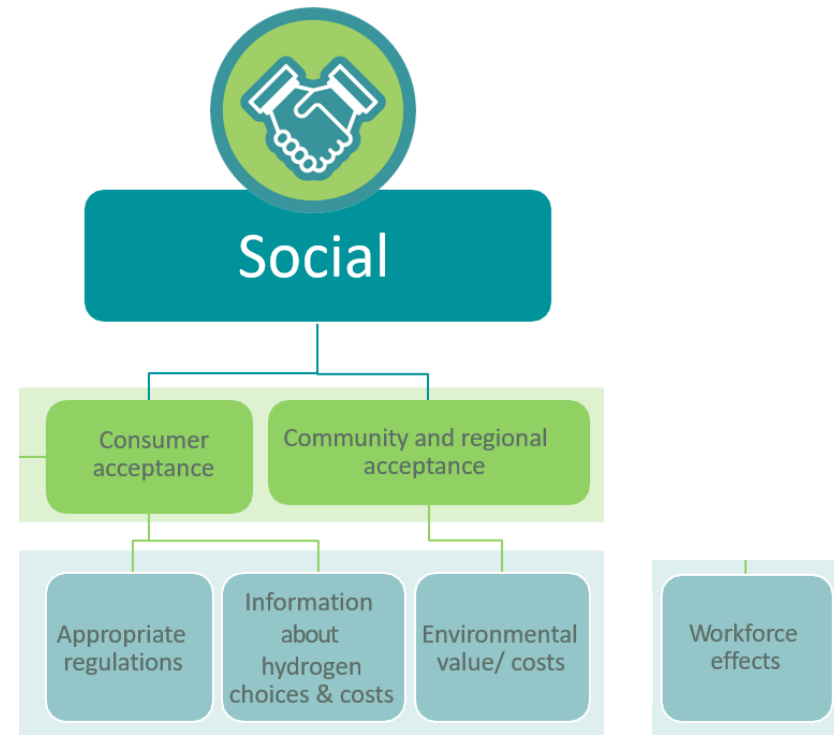 Social
Consumer
acceptance
Community and regional
acceptance
Appropriate
regulations
Information
about
hydrogen
choices & costs
Environmental
value/ costs
Workforce
effects